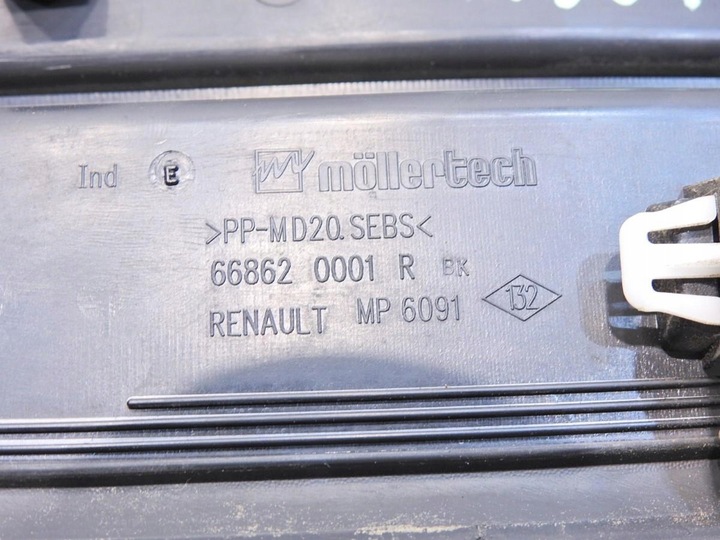 Ind E möllertech
>PP-MD20.SEBS<
66862 0001 R BK
RENAULT MP 6091 132